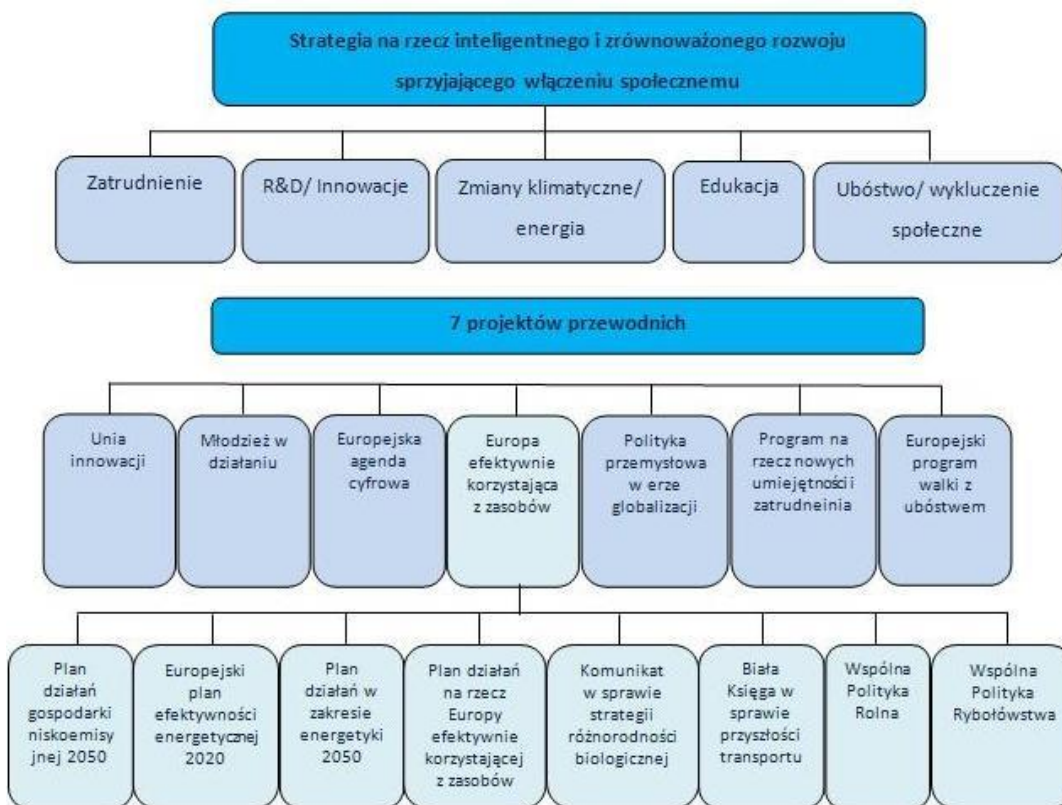 Strategia na rzecz inteligentnego i zrównoważonego rozwoju
sprzyjającego włączeniu społecznemu
Zatrudnienie
R&D/ Innowacje
Zmiany klimatyczne/
energia
Edukacja
Ubóstwo/ wykluczenie
społeczne
7 projektów przewodnich
Unia
innowacji
Młodzież w
działaniu
Europejska
agenda
cyfrowa
Europa
efektywnie
korzystająca
z zasobów
Polityka
przemysłowa
w erze
globalizacji
Program na
rzecz nowych
umiejętności i
zatrudneinia
Europejski
program
walki z
ubóstwem
Plan
działań
gospodarki
niskoemisy
jnej 2050
Europejski
plan
efektywności
energetycznej
2020
Plan
działań w
zakresie
energetyki
2050
Plan działań
na rzecz
Europy
efektywnie
korzystającej
z zasobów
Komunikat
w sprawie
strategii
różnorodności
biologicznej
Biała
Księga w
sprawie
przyszłości
transportu
Wspólna
Polityka
Rolna
Wspólna
Polityka
Rybołówstwa